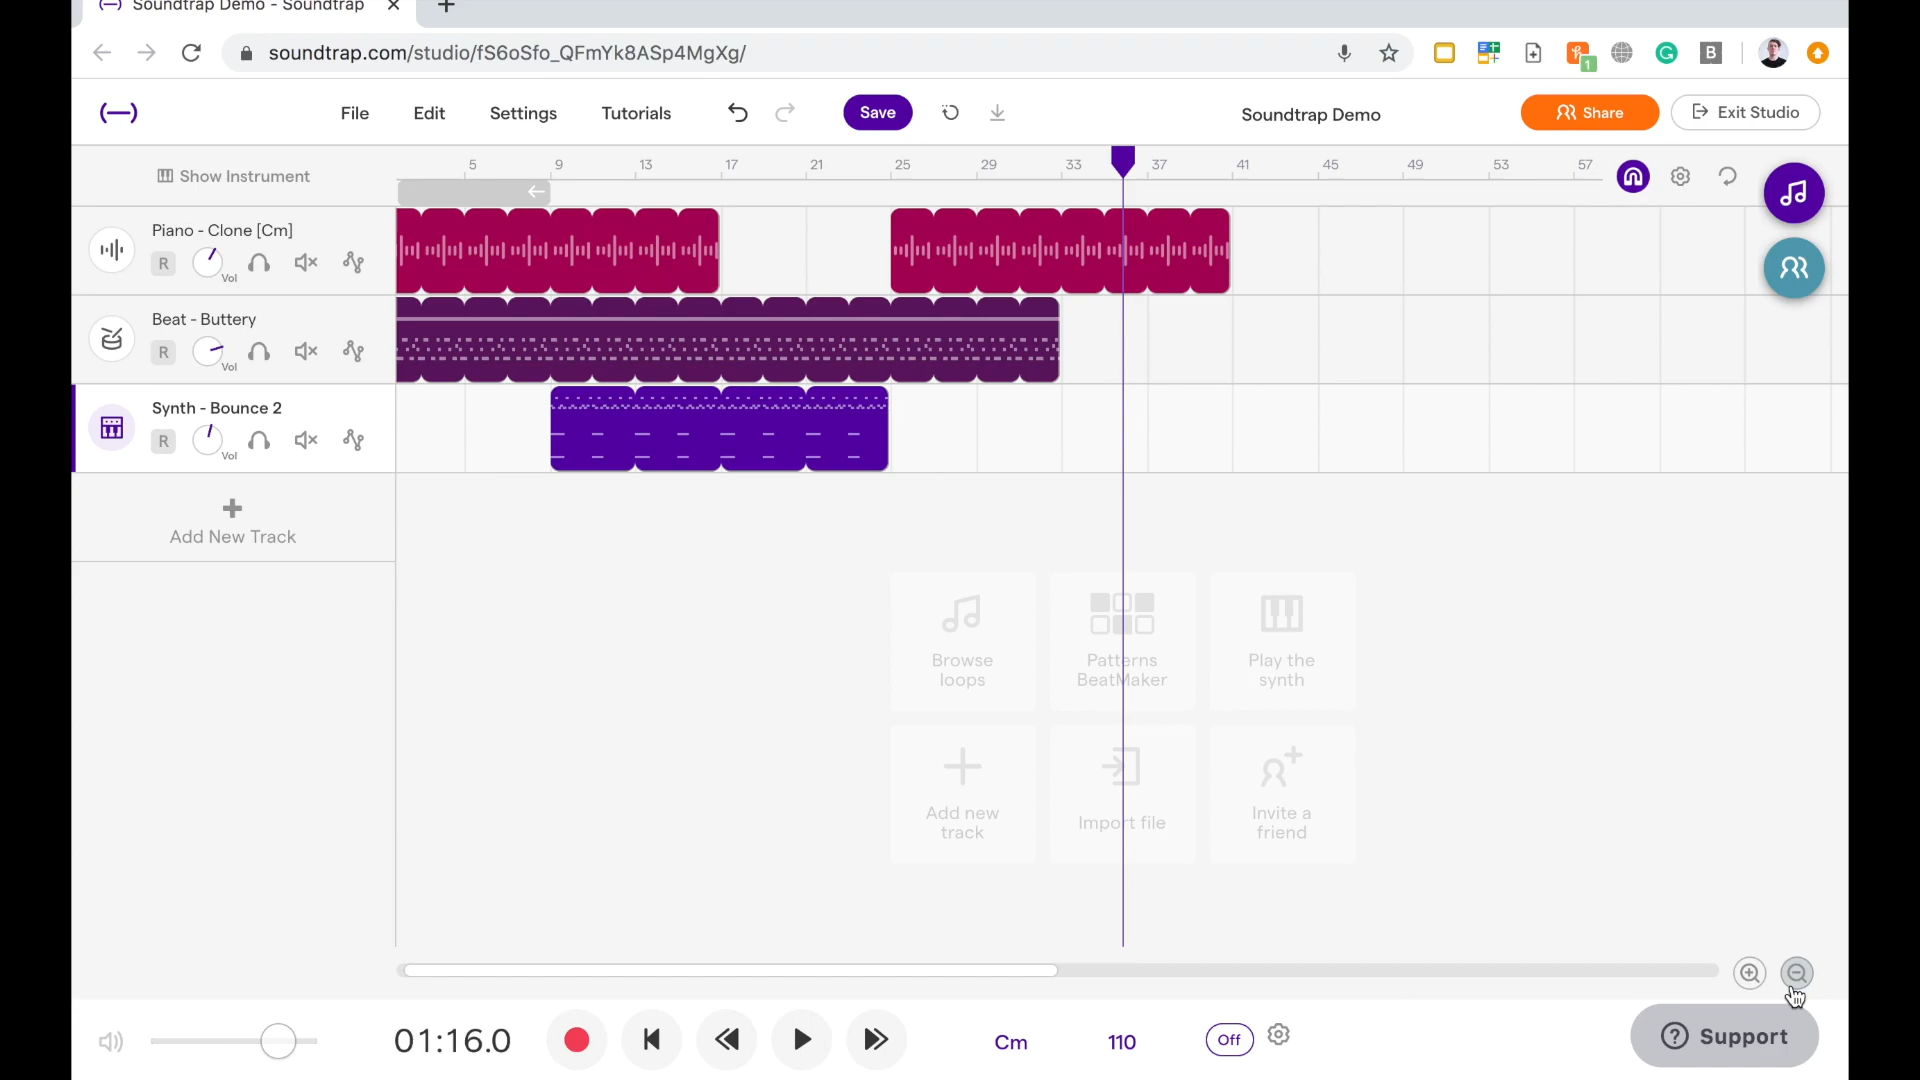 Soundtrap Demo - Soundtrap
soundtrap.com/studio/fS6oSfo_QFmYk8ASp4MgXg/
1
B
File Edit Settings Tutorials Save Soundtrap Demo Share Exit Studio
Show Instrument
5 9 13 17 21 25 29 33 37 41 45 49 53 57
Piano - Clone [Cm]
R Vol
Beat - Buttery
R Vol
Synth - Bounce 2
R Vol
Add New Track
Browse
loops
Patterns
BeatMaker
Play the
synth
Add new
track
Import file
Invite a
friend
01:16.0 Cm 110 Off
Support